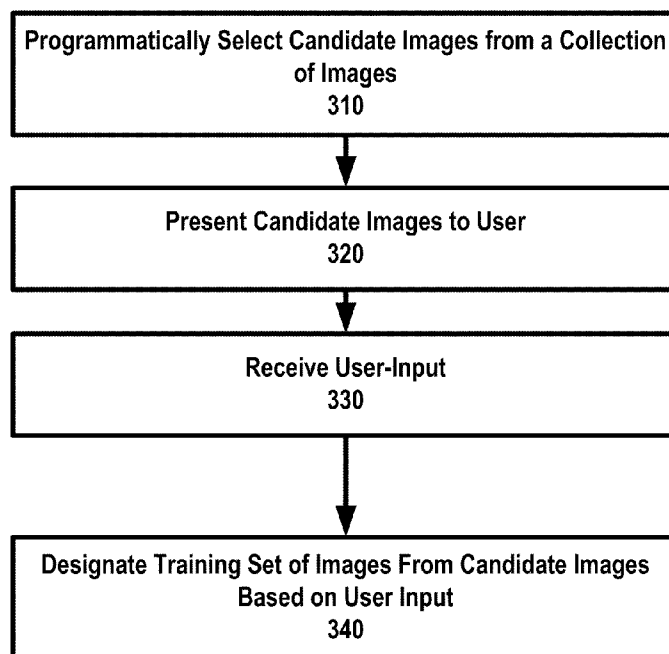 Programmatically Select Candidate Images from a Collection
of Images
310
Present Candidate Images to User
320
Receive User-Input
330
Designate Training Set of Images From Candidate Images
Based on User Input
340